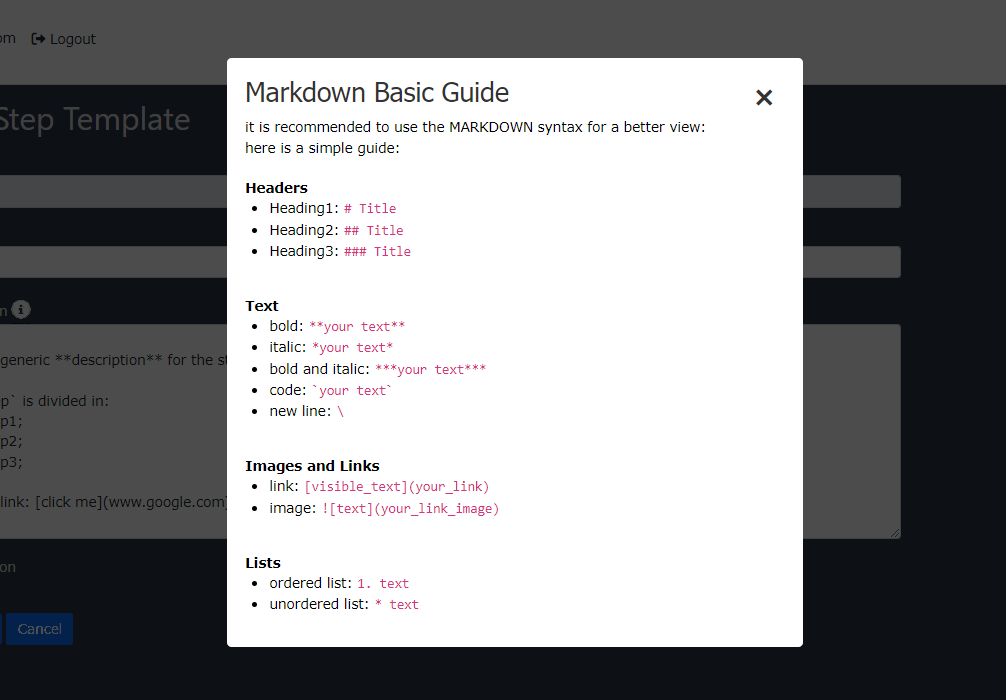 om Logout
Step Template
Markdown Basic Guide
it is recommended to use the MARKDOWN syntax for a better view:
here is a simple guide:
Headers
• Heading1: # Title
• Heading2: ## Title
• Heading3: ### Title
Text
• bold: **your text**
• italic: *your text*
• bold and italic: ***your text***
• code: `your text`
• new line: \
Images and Links
• link: [visible_text](your_link)
• image: ![text](your_link_image)
Lists
• ordered list: 1. text
• unordered list: * text
n
generic **description** for the st
p` is divided in:
p1;
p2;
p3;
link: [click me](www.google.com)
on
Cancel